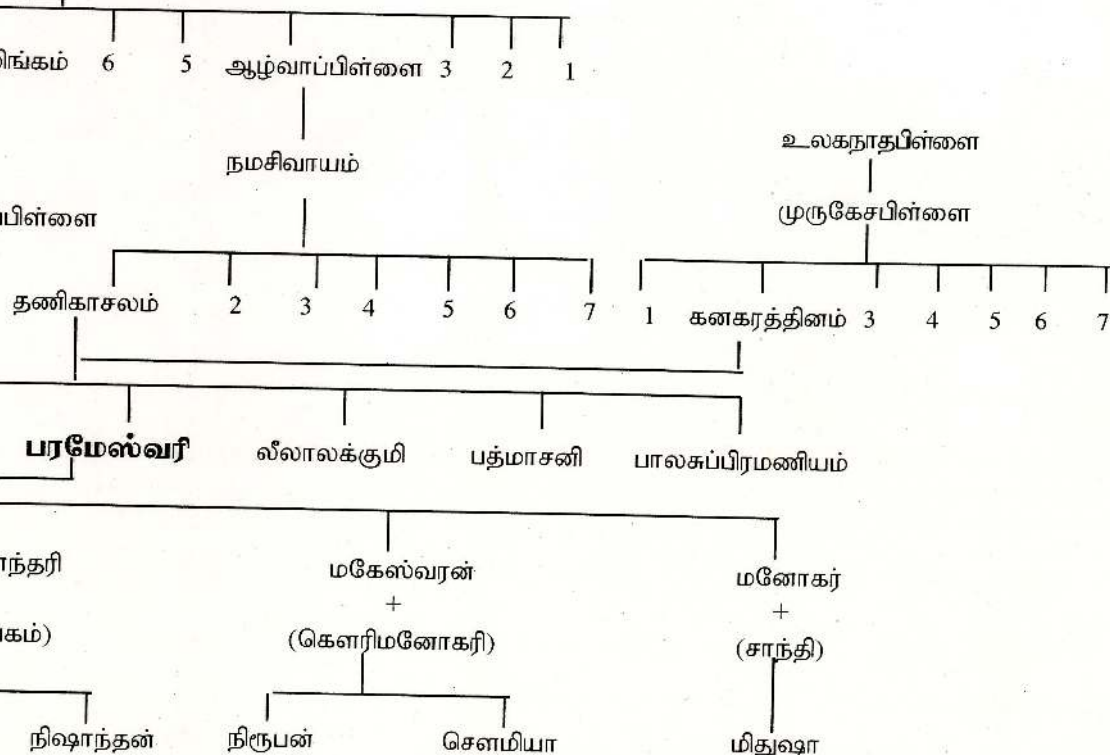 6 5 ஆழ்வாப்பிள்ளை 3 2 1
உலகநாதபிள்ளை
நமசிவாயம்
முருகேசபிள்ளை
தணிகாசலம் 2 3 4 5 6 7 1 கனகரத்தினம் 3 4 5 6 7
பரமேஸ்வரி லீலாலக்குமி பத்மாசனி பாலசுப்பிரமணியம்
மகேஸ்வரன் மனோகர்
+ +
(கௌரிமனோகரி) (சாந்தி)
நிஷாந்தன் நிரூபன் சௌமியா மிதுஷா